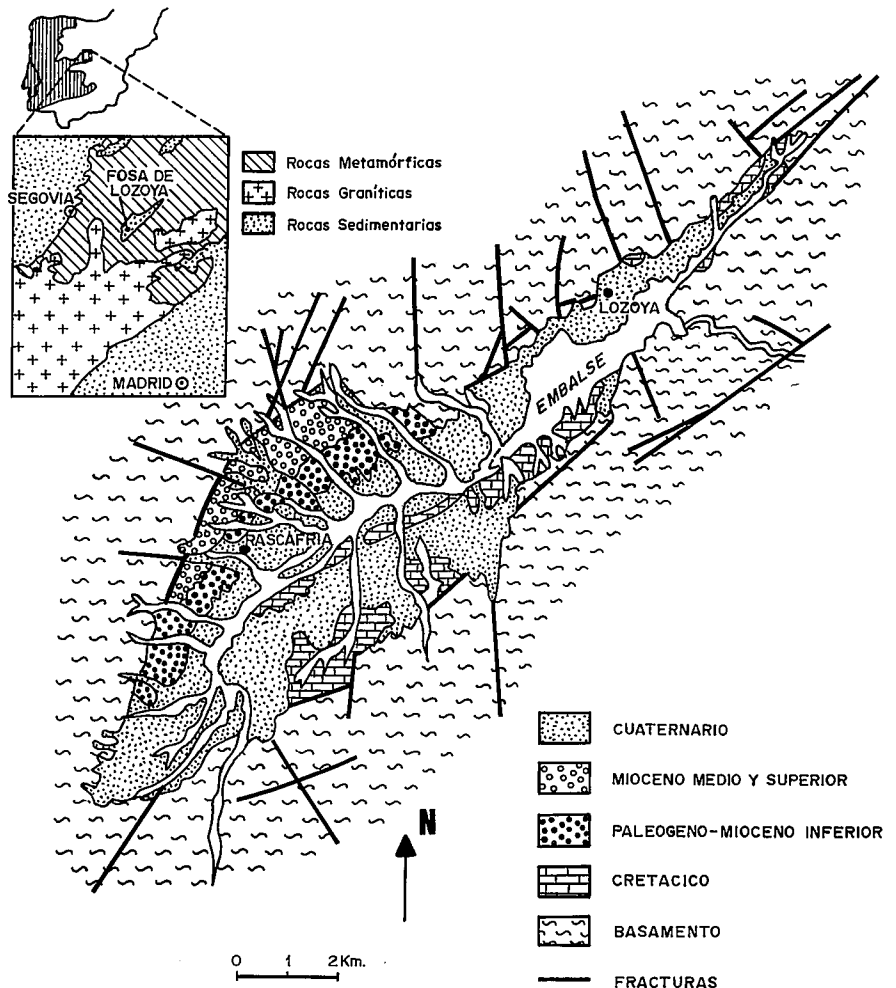 Rocas Metamórficas
Rocas Graníticas
Rocas Sedimentarias
FOSA DE
LOZOYA
SEGOVIA
MADRID
LOZOYA
EMBALSE
RASCAFRIA
N
CUATERNARIO
MIOCENO MEDIO Y SUPERIOR
PALEOGENO-MIOCENO INFERIOR
CRETACICO
BASAMENTO
FRACTURAS
0 1 2Km.